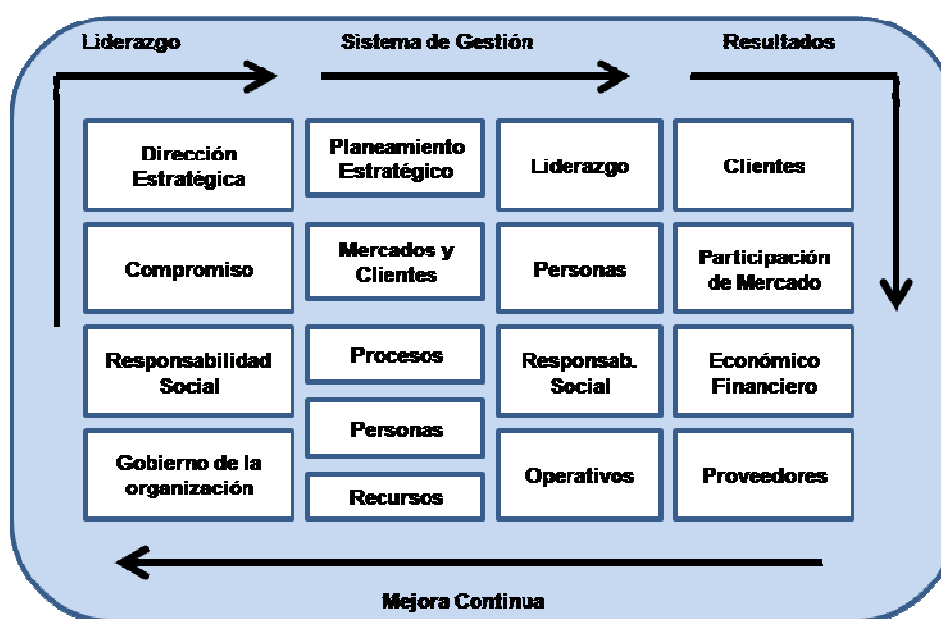 Liderazgo
Sistema de Gestión
Resultados
Dirección
Estratégica
Compromiso
Responsabilidad
Social
Gobierno de la
organización
Planeamiento
Estratégico
Mercados y
Clientes
Procesos
Personas
Recursos
Liderazgo
Personas
Responsab.
Social
Operativos
Clientes
Participación
de Mercado
Económico
Financiero
Proveedores
Mejora Continua